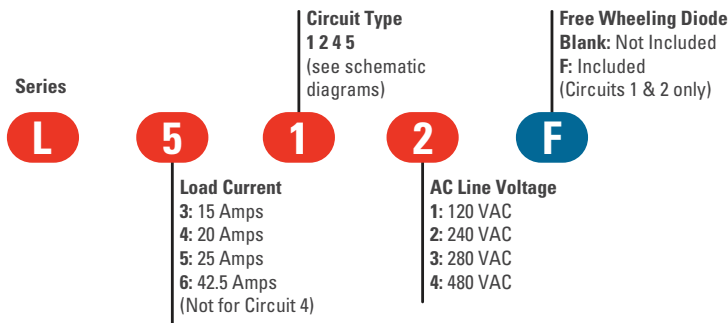 Circuit Type
1 2 4 5
(see schematic
diagrams)
Free Wheeling Diode
Blank: Not Included
F: Included
(Circuits 1 & 2 only)
Series
L
5
1
2
F
Load Current
3: 15 Amps
4: 20 Amps
5: 25 Amps
6: 42.5 Amps
(Not for Circuit 4)
AC Line Voltage
1: 120 VAC
2: 240 VAC
3: 280 VAC
4: 480 VAC